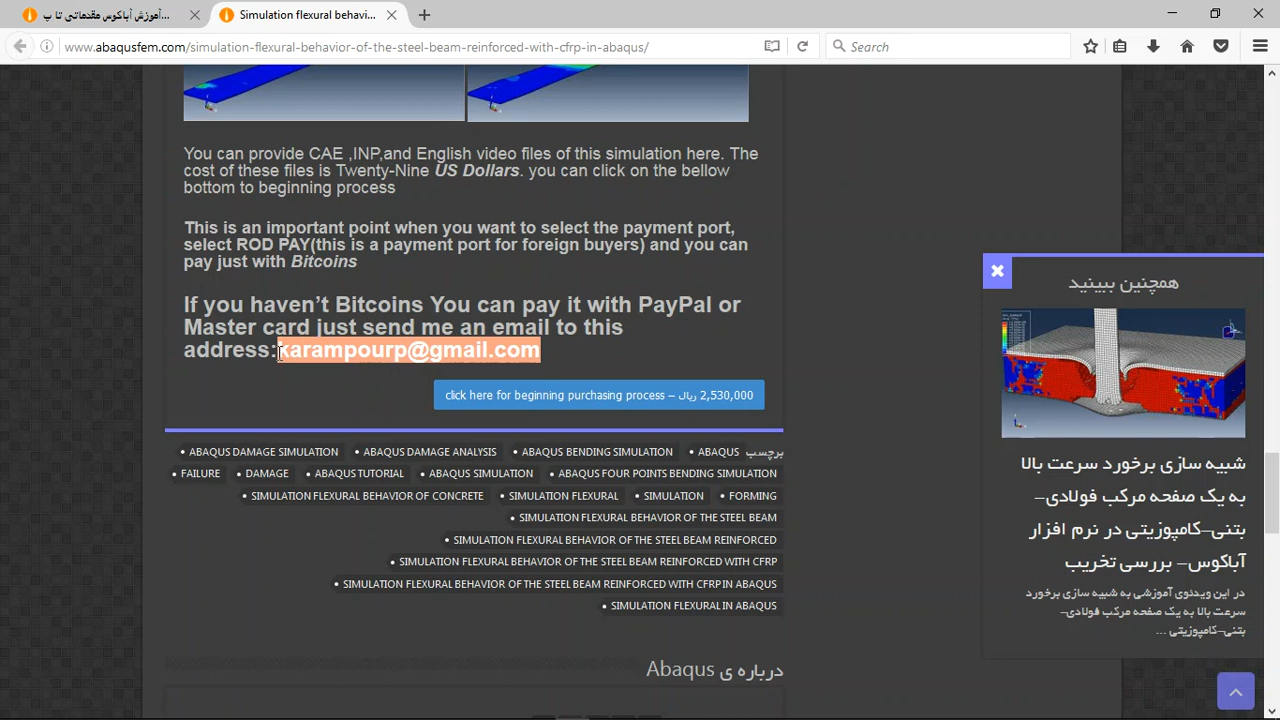 آموزش آباکوس مقدماتی تا پ...
Simulation flexural behavi...
www.abaqusfem.com/simulation-flexural-behavior-of-the-steel-beam-reinforced-with-cfrp-in-abaqus/
Search
You can provide CAE ,INP,and English video files of this simulation here. The
cost of these files is Twenty-Nine US Dollars. you can click on the bellow
bottom to beginning process
This is an important point when you want to select the payment port,
select ROD PAY(this is a payment port for foreign buyers) and you can
pay just with Bitcoins
If you haven’t Bitcoins You can pay it with PayPal or
Master card just send me an email to this
address:karampourp@gmail.com
click here for beginning purchasing process – 2,530,000 ریال
برچسب • ABAQUS • ABAQUS BENDING SIMULATION • ABAQUS DAMAGE ANALYSIS • ABAQUS DAMAGE SIMULATION
• ABAQUS FOUR POINTS BENDING SIMULATION • ABAQUS SIMULATION • ABAQUS TUTORIAL • DAMAGE • FAILURE
• FORMING • SIMULATION • SIMULATION FLEXURAL • SIMULATION FLEXURAL BEHAVIOR OF CONCRETE
• SIMULATION FLEXURAL BEHAVIOR OF THE STEEL BEAM
• SIMULATION FLEXURAL BEHAVIOR OF THE STEEL BEAM REINFORCED
• SIMULATION FLEXURAL BEHAVIOR OF THE STEEL BEAM REINFORCED WITH CFRP
• SIMULATION FLEXURAL BEHAVIOR OF THE STEEL BEAM REINFORCED WITH CFRP IN ABAQUS
• SIMULATION FLEXURAL IN ABAQUS
درباره ی Abaqus
همچنین ببینید
شبیه سازی برخورد سرعت بالا
به یک صفحه مرکب فولادی–
بتنی–کامپوزیتی در نرم افزار
آباکوس– بررسی تخریب
در این ویدئوی آموزشی به شبیه سازی برخورد
سرعت بالا به یک صفحه مرکب فولادی–
بتنی–کامپوزیتی ...